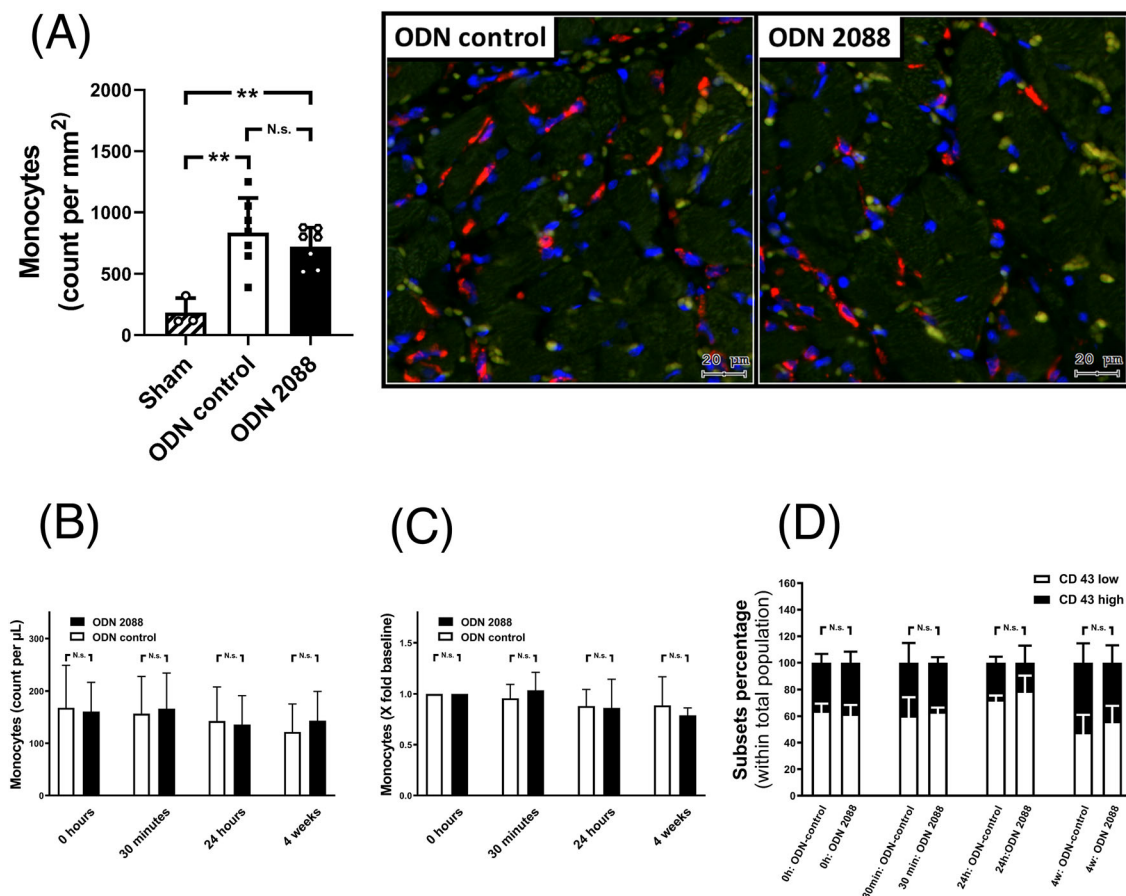 (A)
2000
1500
1000
500
0
Monocytes
(count per mm²)
**
N.s.
**
Sham
ODN control
ODN 2088
ODN control
20 µm
ODN 2088
20 µm
(B)
ODN 2088
ODN control
300
200
100
0
Monocytes (count per µL)
N.s.
N.s.
N.s.
N.s.
0 hours
30 minutes
24 hours
4 weeks
(C)
ODN 2088
ODN control
1.5
1.0
0.5
0.0
Monocytes (X fold baseline)
N.s.
N.s.
N.s.
N.s.
0 hours
30 minutes
24 hours
4 weeks
(D)
CD 43 low
CD 43 high
160
140
120
100
80
60
40
20
0
Subsets percentage
(within total population)
N.s.
N.s.
N.s.
N.s.
0h: ODN-control
0h: ODN 2088
30min: ODN-control
30 min: ODN 2088
24h: ODN-control
24h:ODN 2088
4w: ODN-control
4w: ODN 2088